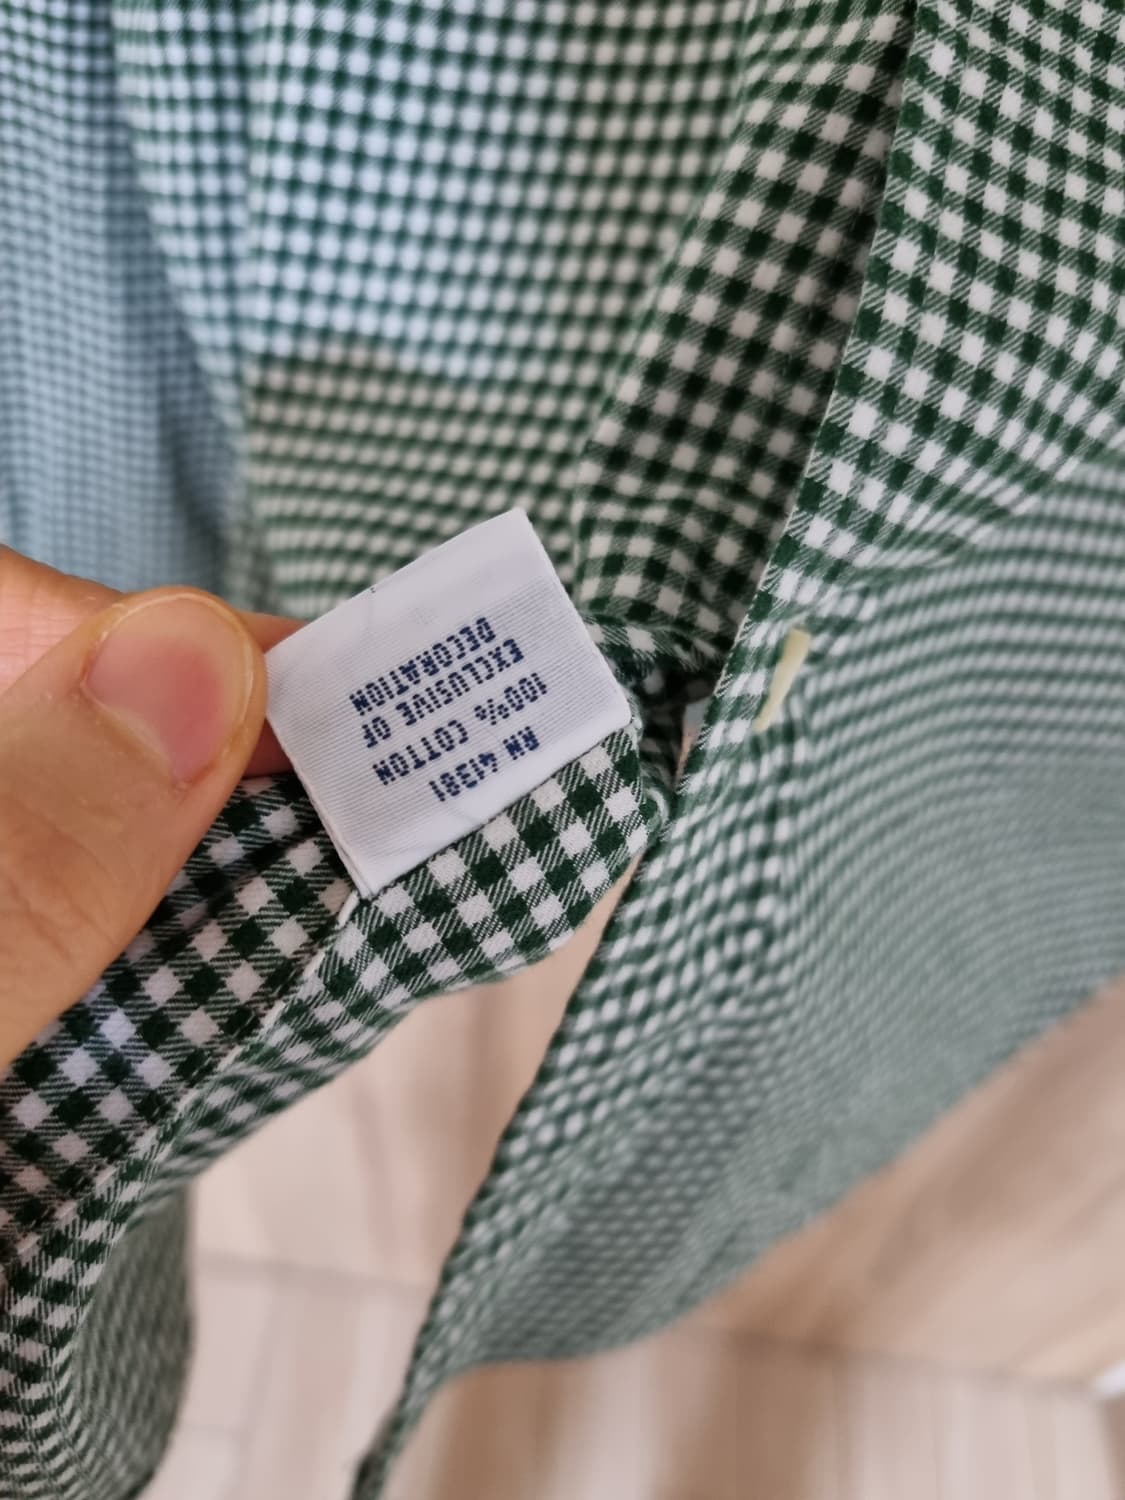 RN 41381
100% COTTON
EXCLUSIVE OF
DECORATION